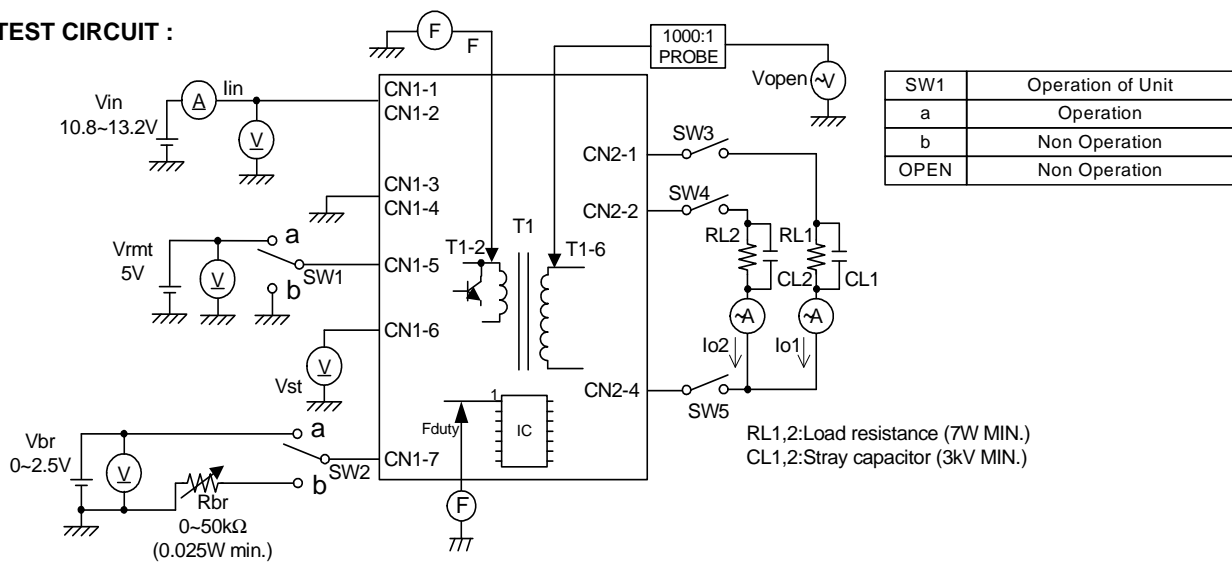 TEST CIRCUIT :
F
F
1000:1
PROBE
Vopen
~V
Vin
10.8~13.2V
A
Iin
V
CN1-1
CN1-2
CN1-3
CN1-4
Vrmt
5V
V
a
b
SW1
CN1-5
CN1-6
V
Vst
Vbr
0~2.5V
V
a
b
SW2
CN1-7
Rbr
0~50kΩ
(0.025W min.)
T1-2
T1
T1-6
1
Fduty
IC
F
CN2-1
SW3
CN2-2
SW4
RL2
RL1
CL2
CL1
~A
~A
Io2
Io1
CN2-4
SW5
RL1,2:Load resistance (7W MIN.)
CL1,2:Stray capacitor (3kV MIN.)
SW1 Operation of Unit
a Operation
b Non Operation
OPEN Non Operation